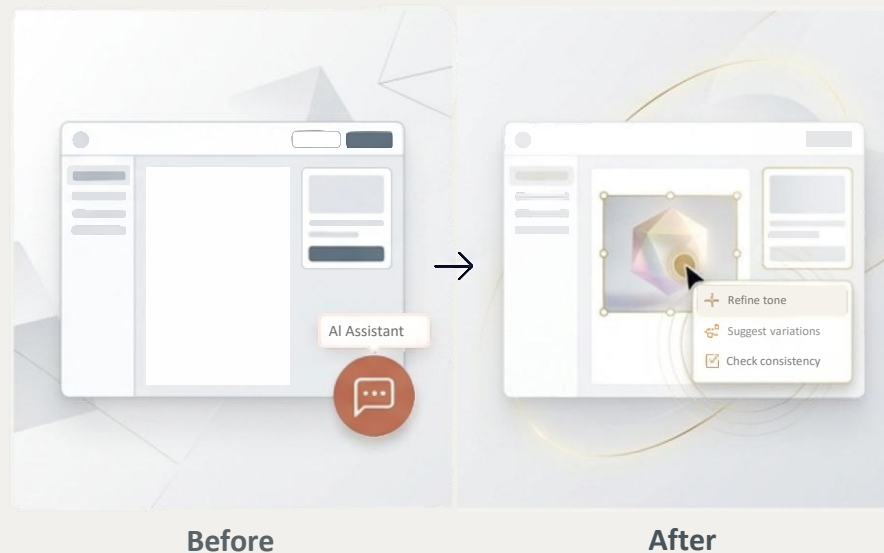 AI Assistant
Refine tone
Suggest variations
Check consistency
Before
After